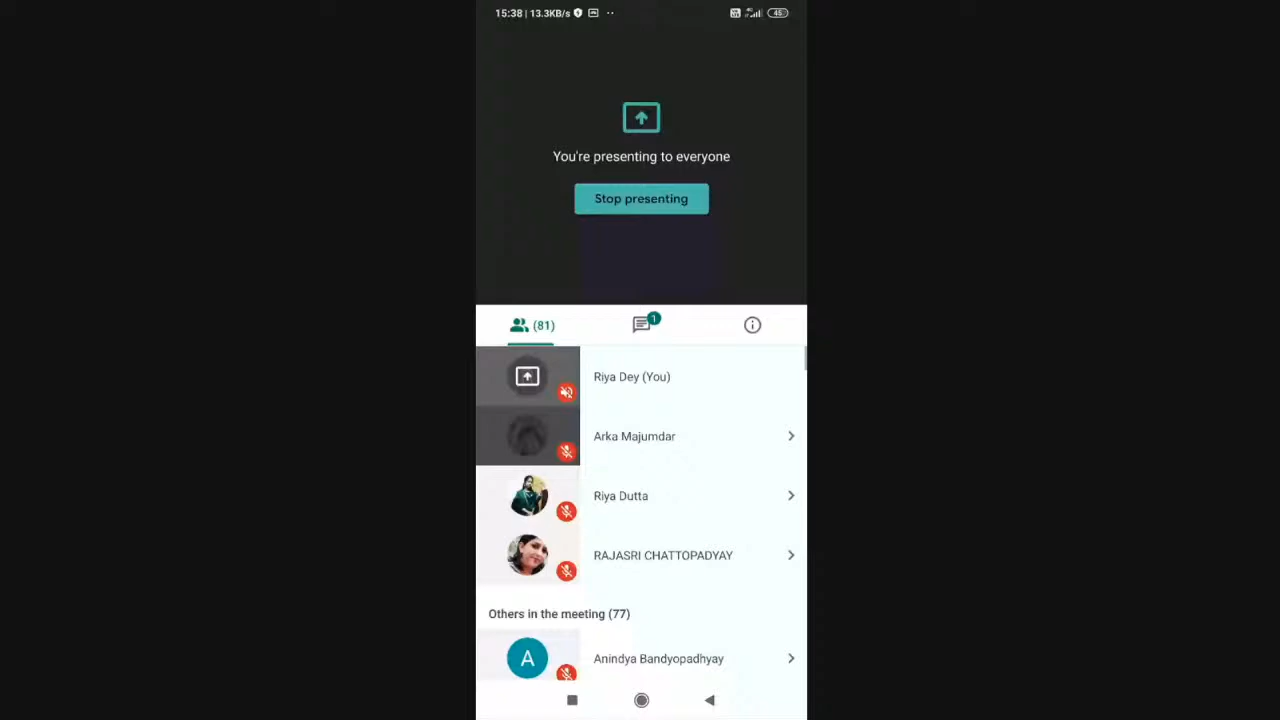 15:38 | 13.3KB/s
45
You're presenting to everyone
Stop presenting
(81)
1
Riya Dey (You)
Arka Majumdar
Riya Dutta
RAJASRI CHATTOPADYAY
Others in the meeting (77)
A
Anindya Bandyopadhyay